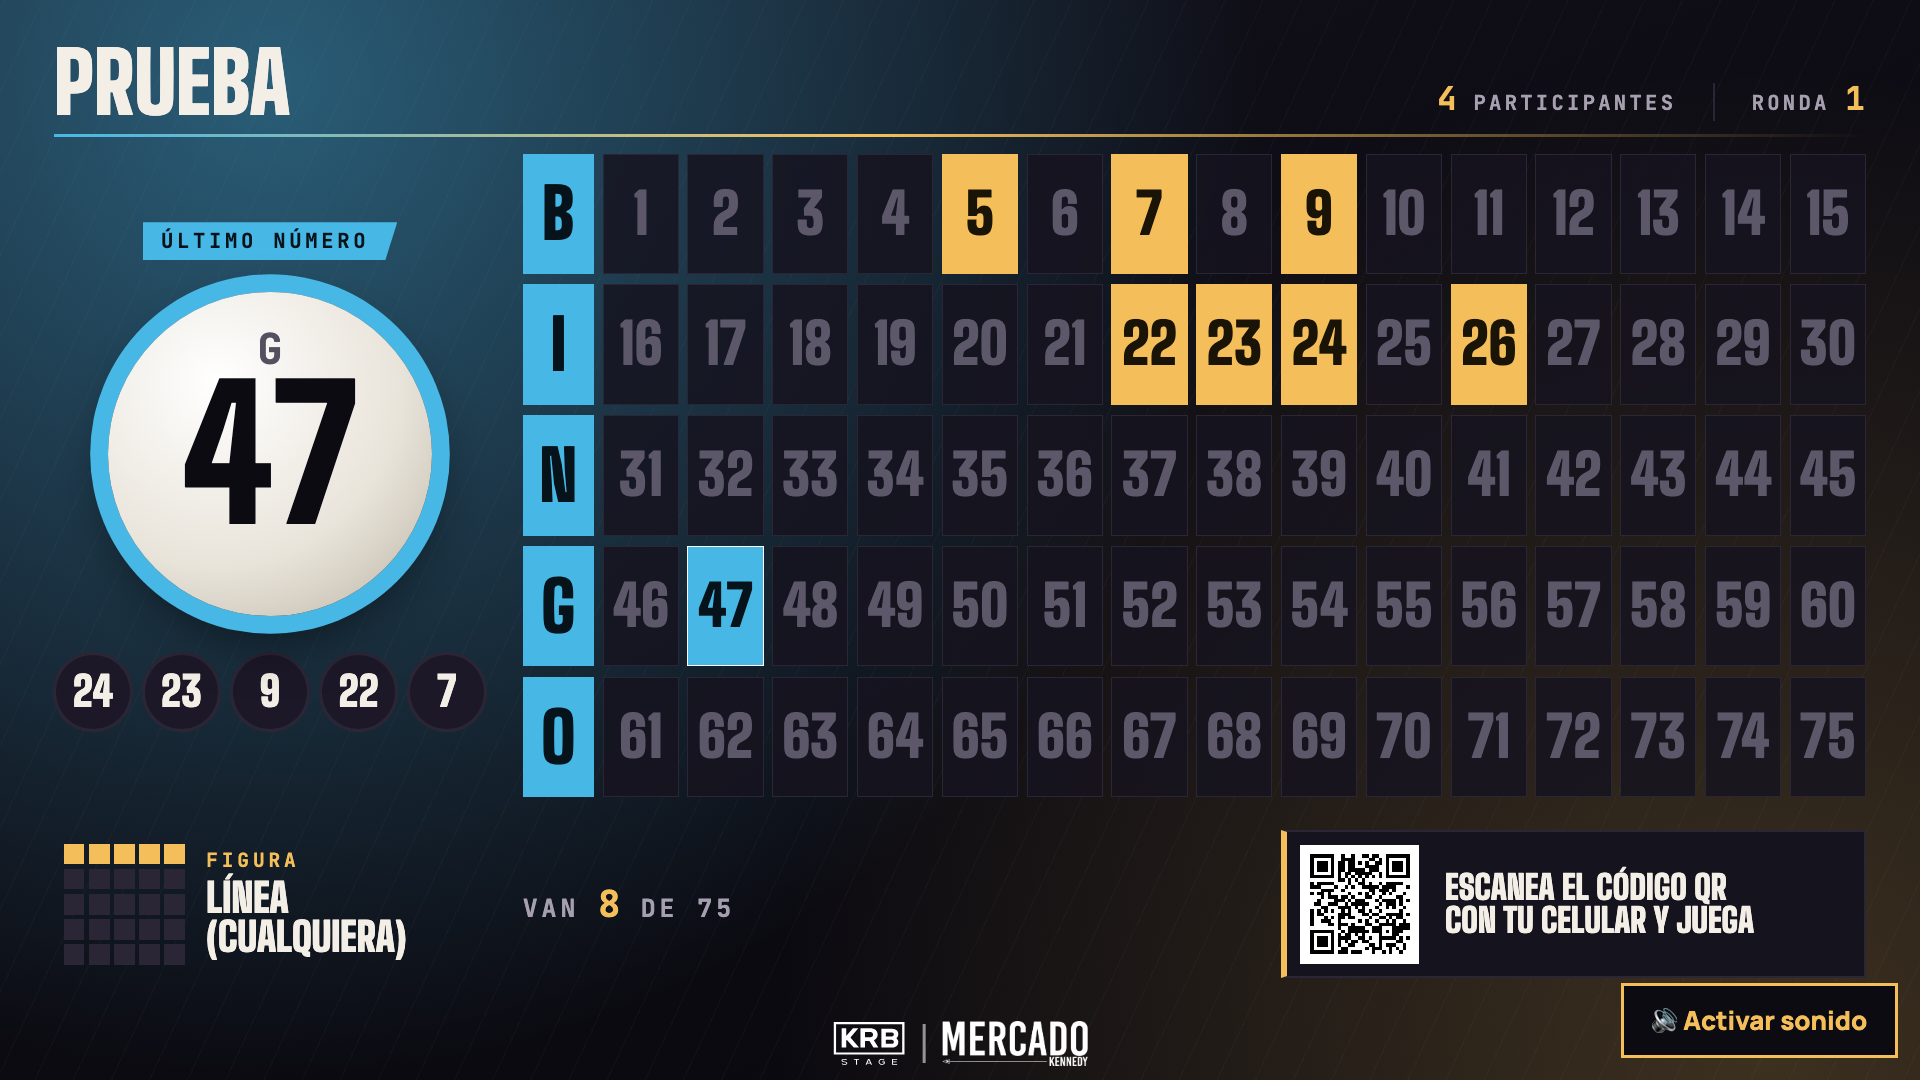 PRUEBA
4 PARTICIPANTES RONDA 1
ÚLTIMO NÚMERO
G
47
24 23 9 22 7
B 1 2 3 4 5 6 7 8 9 10 11 12 13 14 15
I 16 17 18 19 20 21 22 23 24 25 26 27 28 29 30
N 31 32 33 34 35 36 37 38 39 40 41 42 43 44 45
G 46 47 48 49 50 51 52 53 54 55 56 57 58 59 60
O 61 62 63 64 65 66 67 68 69 70 71 72 73 74 75
FIGURA
LÍNEA
(CUALQUIERA)
VAN 8 DE 75
ESCANEA EL CÓDIGO QR
CON TU CELULAR Y JUEGA
Activar sonido
KRB
STAGE
MERCADO
KENNEDY